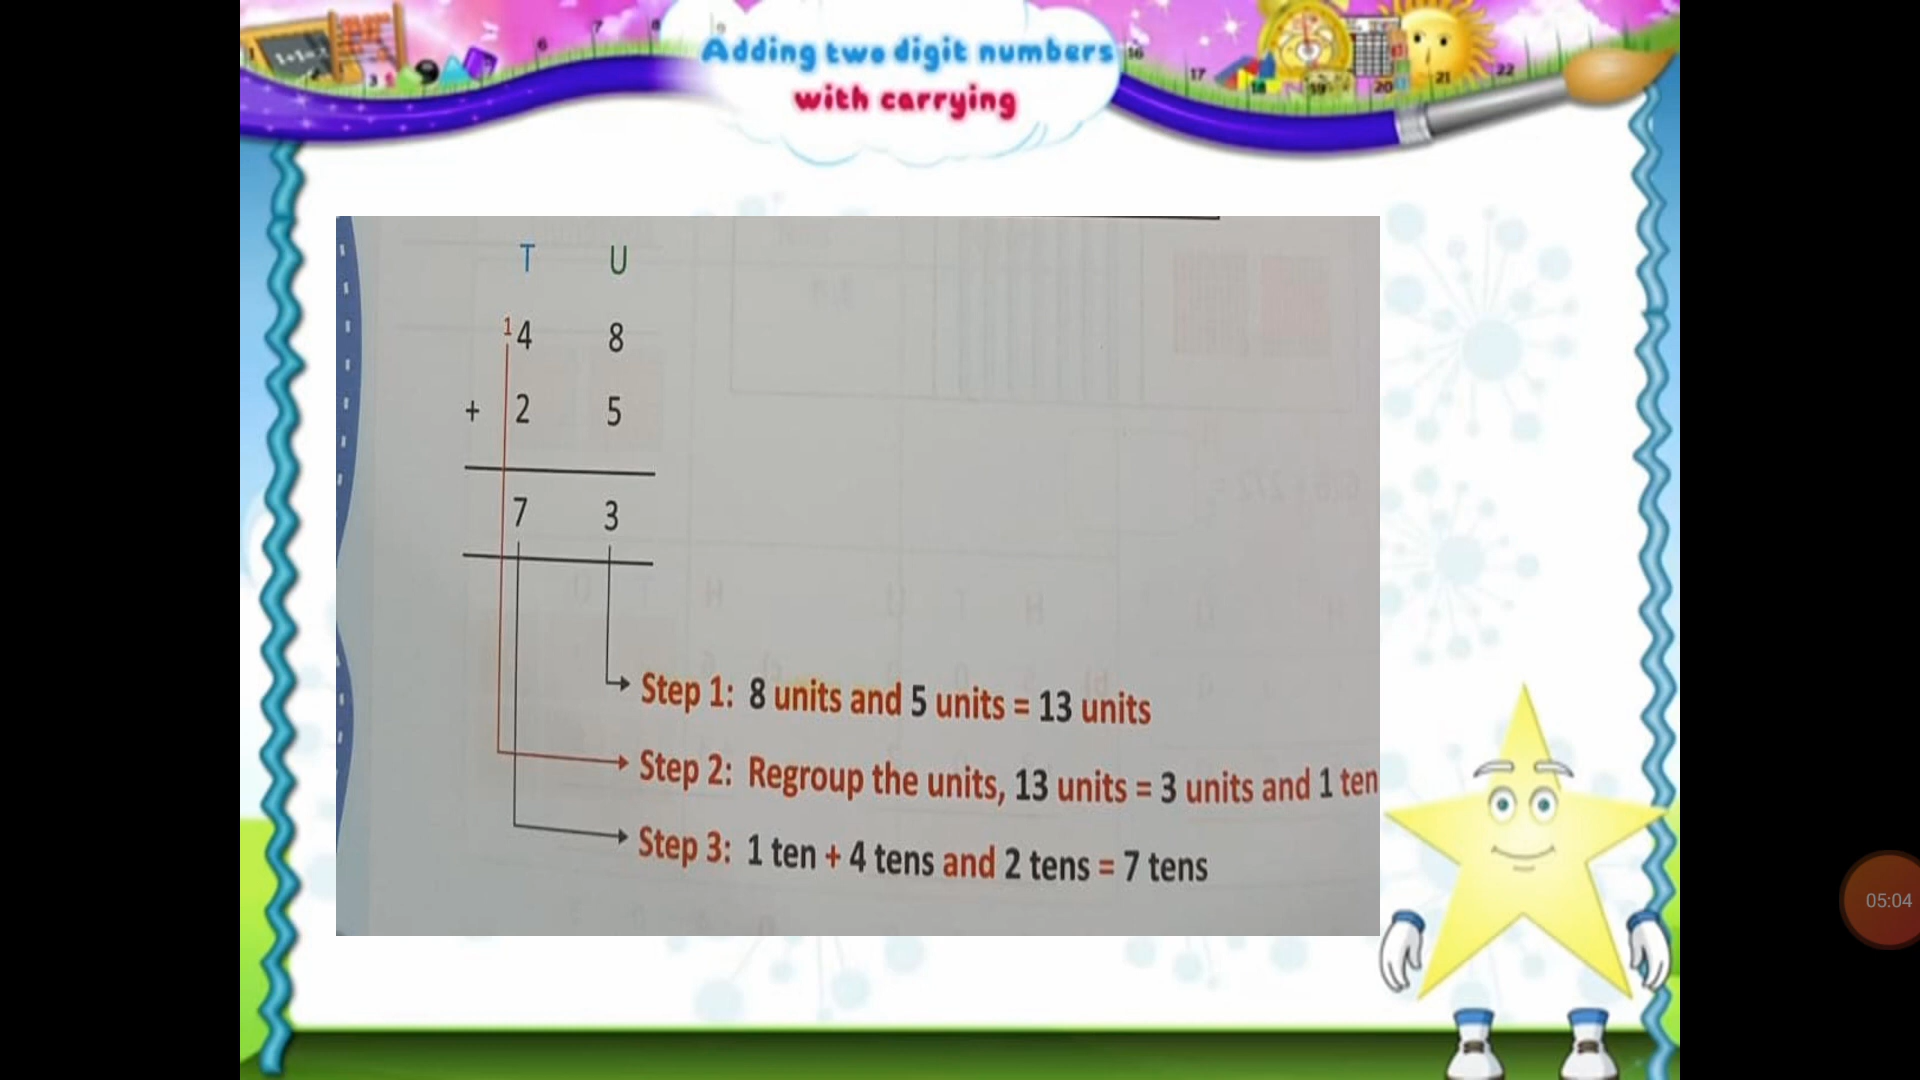 Adding two digit numbers
with carrying
T U
1 4 8
+ 2 5
7 3
Step 1: 8 units and 5 units = 13 units
Step 2: Regroup the units, 13 units = 3 units and 1 ten
Step 3: 1 ten + 4 tens and 2 tens = 7 tens
05:04